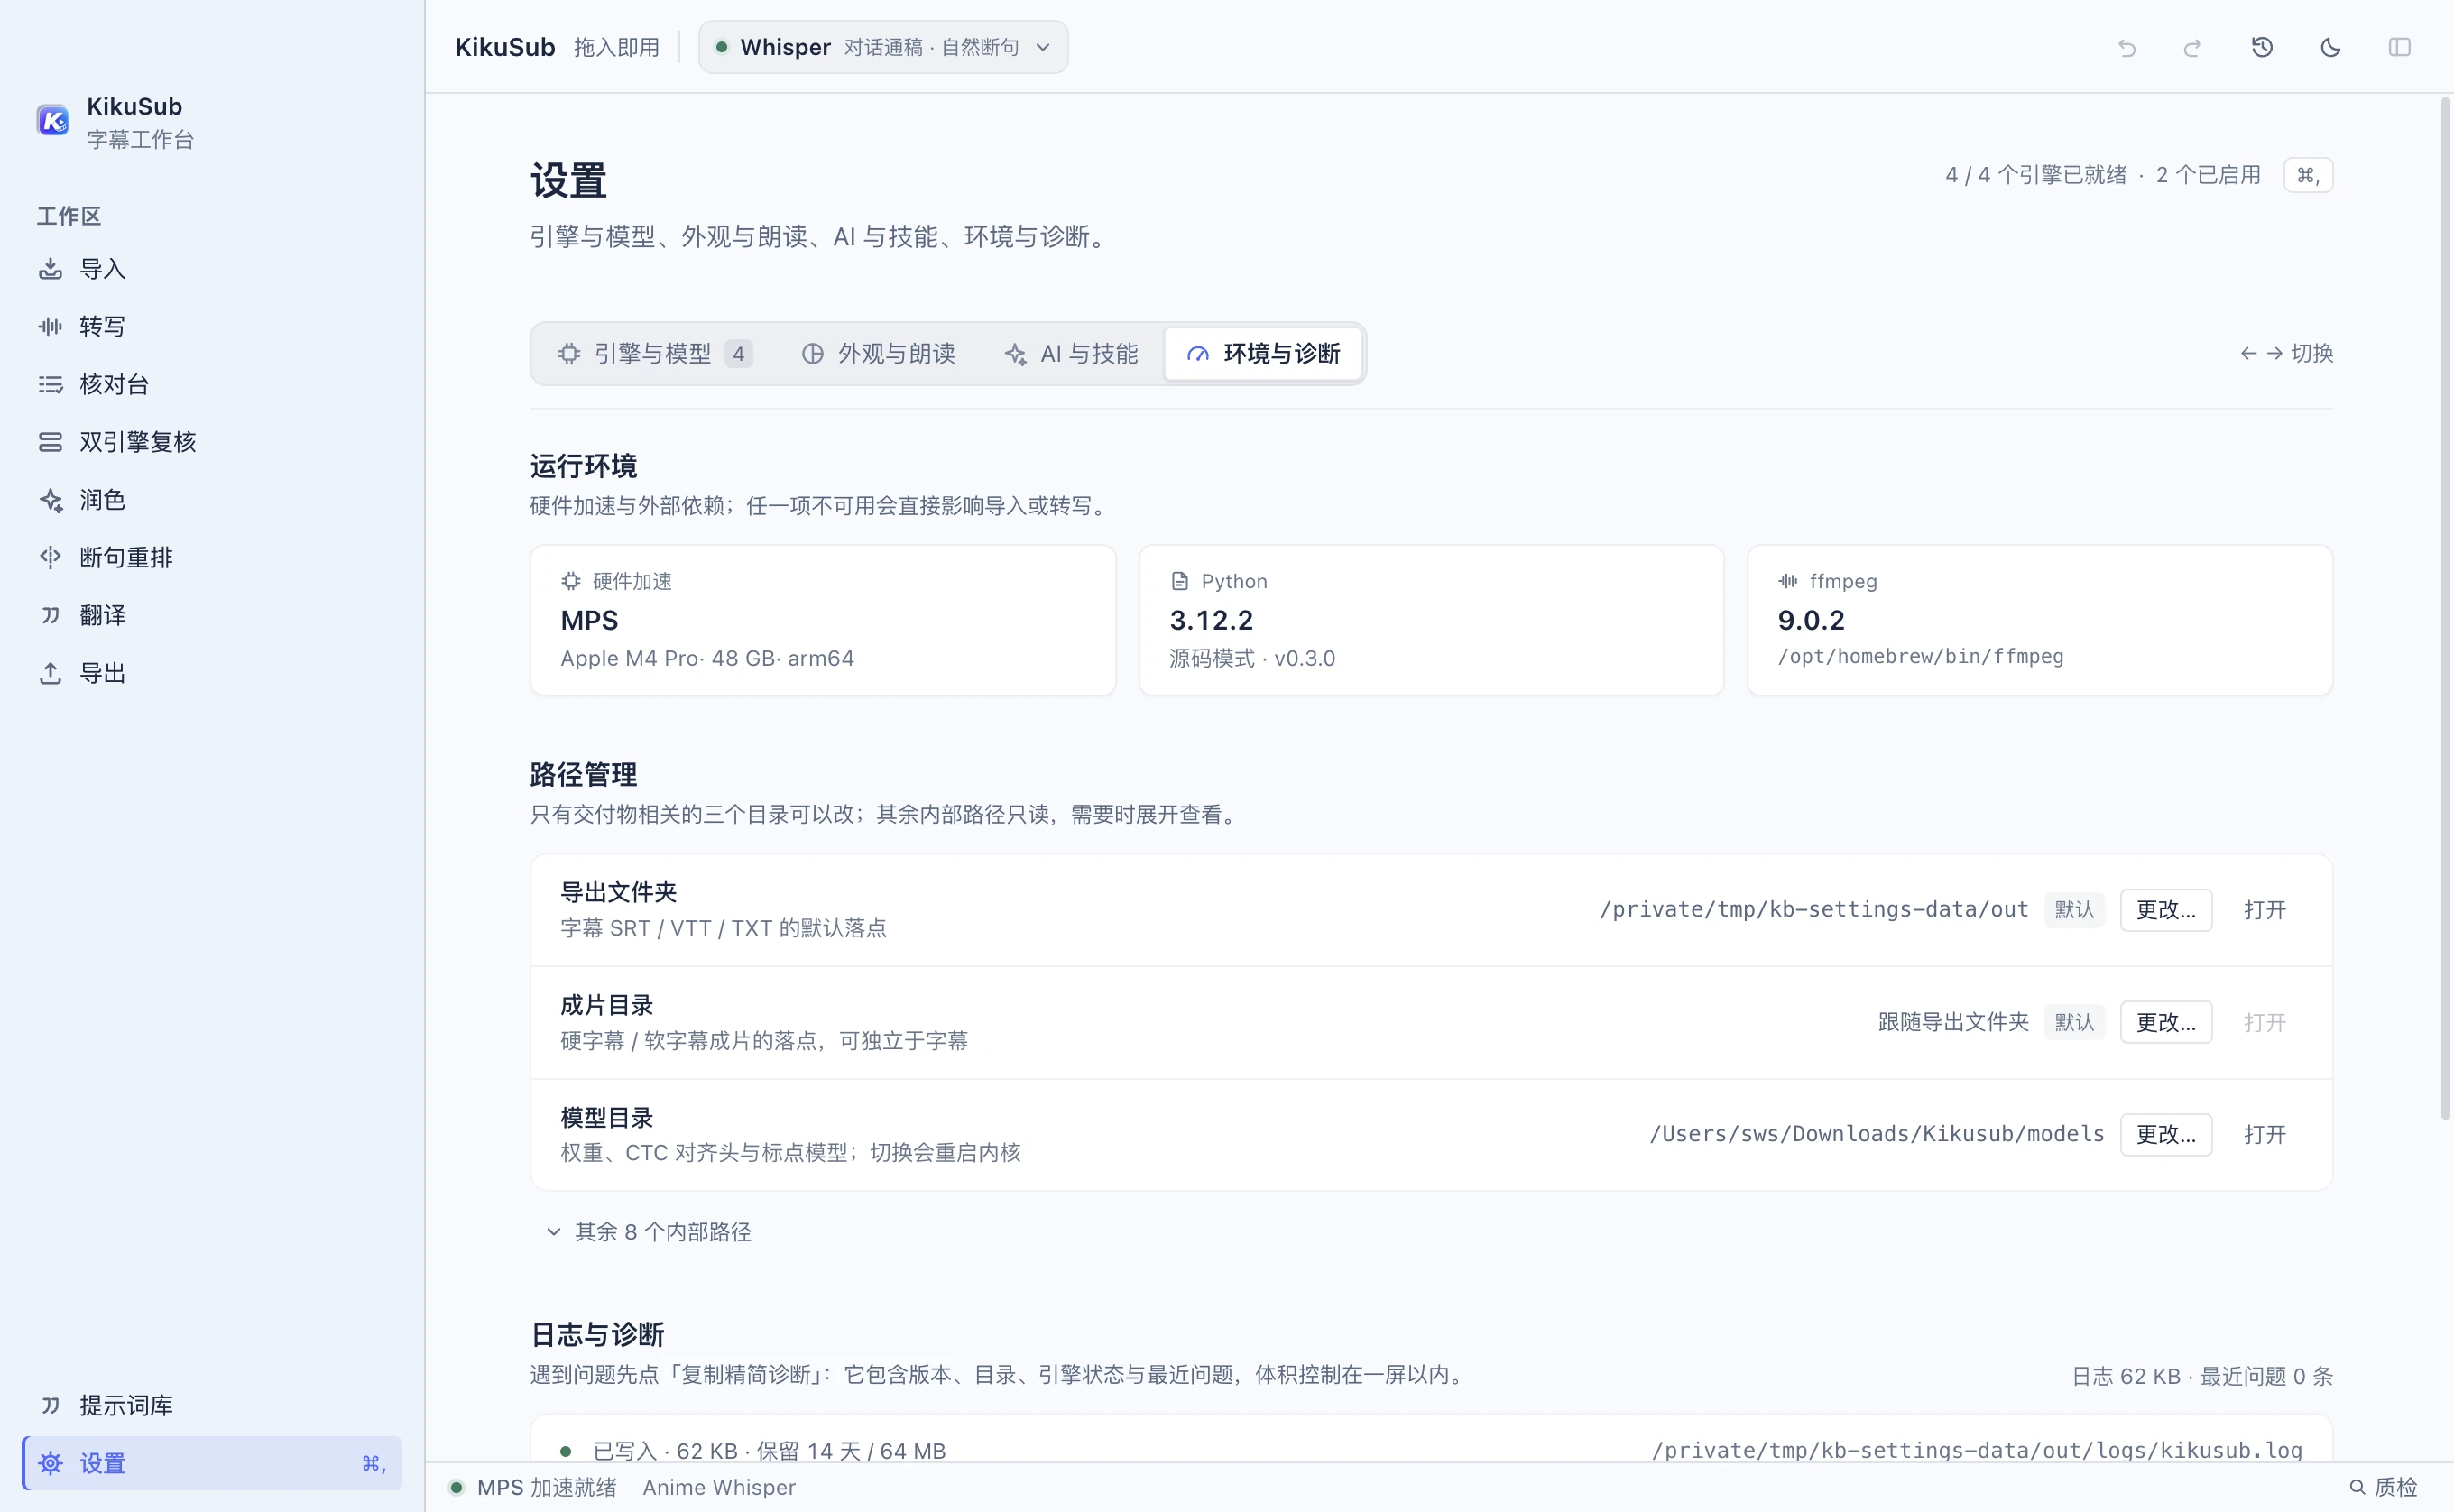 KikuSub
字幕工作台
工作区
导入
转写
核对台
双引擎复核
润色
断句重排
翻译
导出
提示词库
设置 ⌘,
KikuSub 拖入即用 Whisper 对话通稿 · 自然断句
设置
4 / 4 个引擎已就绪 · 2 个已启用 ⌘,
引擎与模型、外观与朗读、AI 与技能、环境与诊断。
引擎与模型 4 外观与朗读 AI 与技能 环境与诊断 ← → 切换
运行环境
硬件加速与外部依赖；任一项不可用会直接影响导入或转写。
硬件加速
MPS
Apple M4 Pro· 48 GB· arm64
Python
3.12.2
源码模式 · v0.3.0
ffmpeg
9.0.2
/opt/homebrew/bin/ffmpeg
路径管理
只有交付物相关的三个目录可以改；其余内部路径只读，需要时展开查看。
导出文件夹
字幕 SRT / VTT / TXT 的默认落点
/private/tmp/kb-settings-data/out 默认 更改... 打开
成片目录
硬字幕 / 软字幕成片的落点，可独立于字幕
跟随导出文件夹 默认 更改... 打开
模型目录
权重、CTC 对齐头与标点模型；切换会重启内核
/Users/sws/Downloads/Kikusub/models 更改... 打开
其余 8 个内部路径
日志与诊断
遇到问题先点「复制精简诊断」：它包含版本、目录、引擎状态与最近问题，体积控制在一屏以内。
日志 62 KB · 最近问题 0 条
已写入 · 62 KB · 保留 14 天 / 64 MB
/private/tmp/kb-settings-data/out/logs/kikusub.log
MPS 加速就绪 Anime Whisper
质检